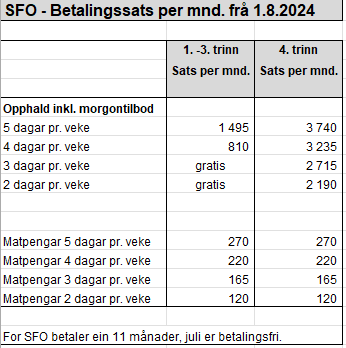 SFO - Betalingssats per mnd. frå 1.8.2024
1. -3. trinn 4. trinn
Sats per mnd. Sats per mnd.
Opphald inkl. morgontilbod
5 dagar pr. veke 1 495 3 740
4 dagar pr. veke 810 3 235
3 dagar pr. veke gratis 2 715
2 dagar pr. veke gratis 2 190
Matpengar 5 dagar pr. veke 270 270
Matpengar 4 dagar pr. veke 220 220
Matpengar 3 dagar pr. veke 165 165
Matpengar 2 dagar pr. veke 120 120
For SFO betaler ein 11 månader, juli er betalingsfri.